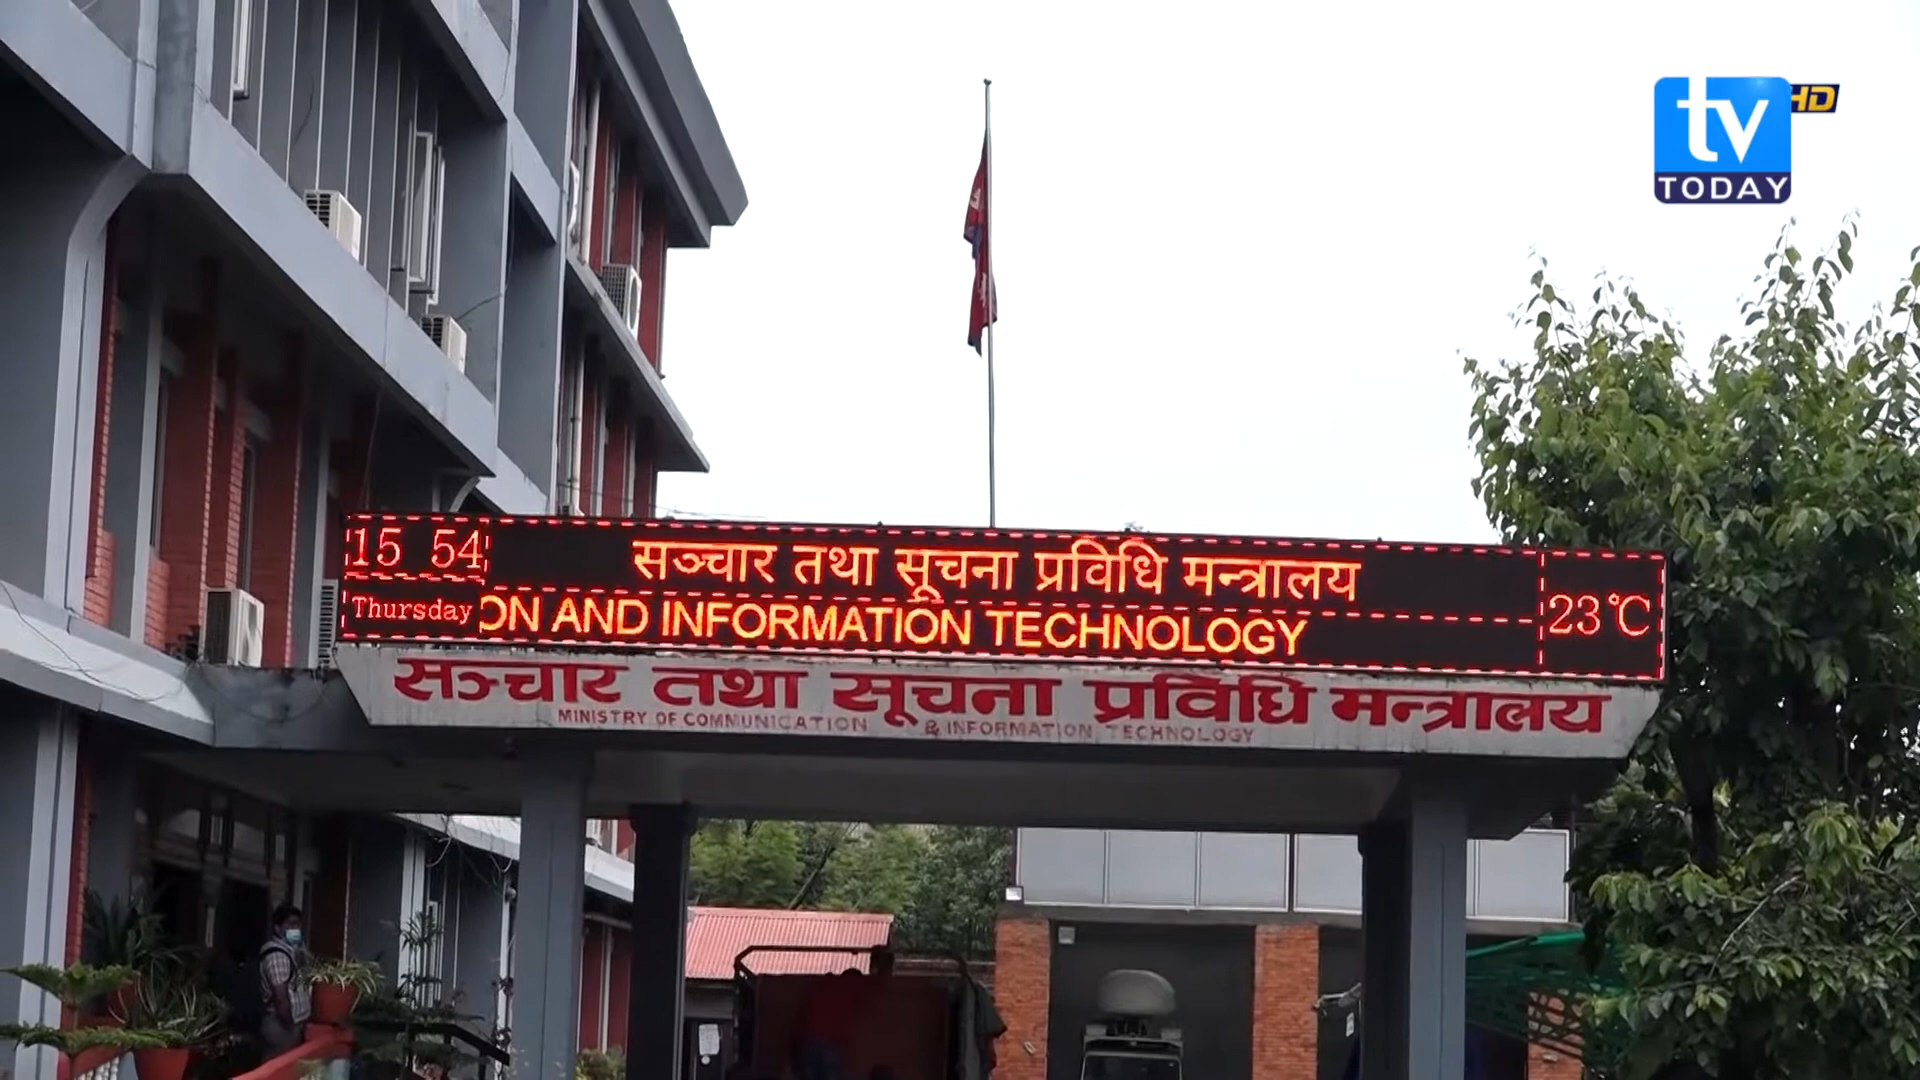 tv HD
TODAY
15 54
सञ्चार तथा सूचना प्रविधि मन्त्रालय
Thursday
ON AND INFORMATION TECHNOLOGY
23℃
सञ्चार तथा सूचना प्रविधि मन्त्रालय
MINISTRY OF COMMUNICATION & INFORMATION TECHNOLOGY